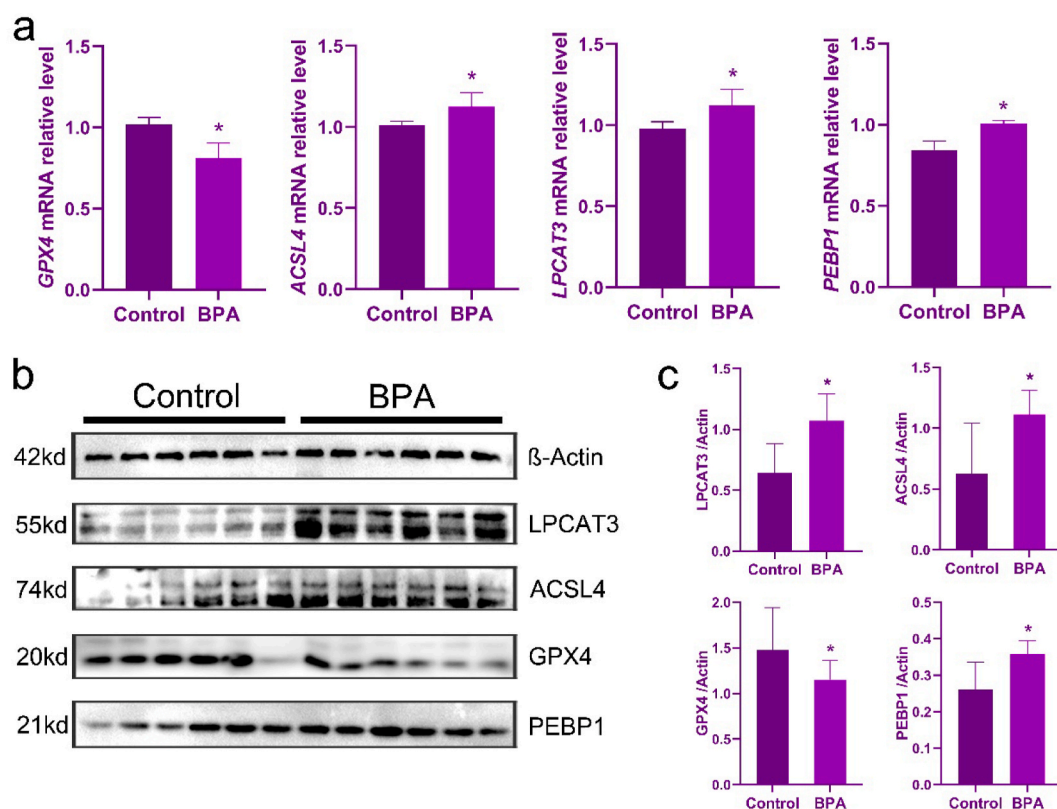 a
GPX4 mRNA relative level
1.5
1.0
0.5
0.0
*
Control BPA
ACSL4 mRNA relative level
1.5
1.0
0.5
0.0
*
Control BPA
LPCAT3 mRNA relative level
1.5
1.0
0.5
0.0
*
Control BPA
PEBP1 mRNA relative level
1.5
1.0
0.5
0.0
*
Control BPA
b
Control BPA
42kd ß-Actin
55kd LPCAT3
74kd ACSL4
20kd GPX4
21kd PEBP1
c
LPCAT3 /Actin
1.5
1.0
0.5
0.0
*
Control BPA
ACSL4 /Actin
1.5
1.0
0.5
0.0
*
Control BPA
GPX4 /Actin
2.0
1.5
1.0
0.5
0.0
*
Control BPA
PEBP1 /Actin
0.5
0.4
0.3
0.2
0.1
0.0
*
Control BPA